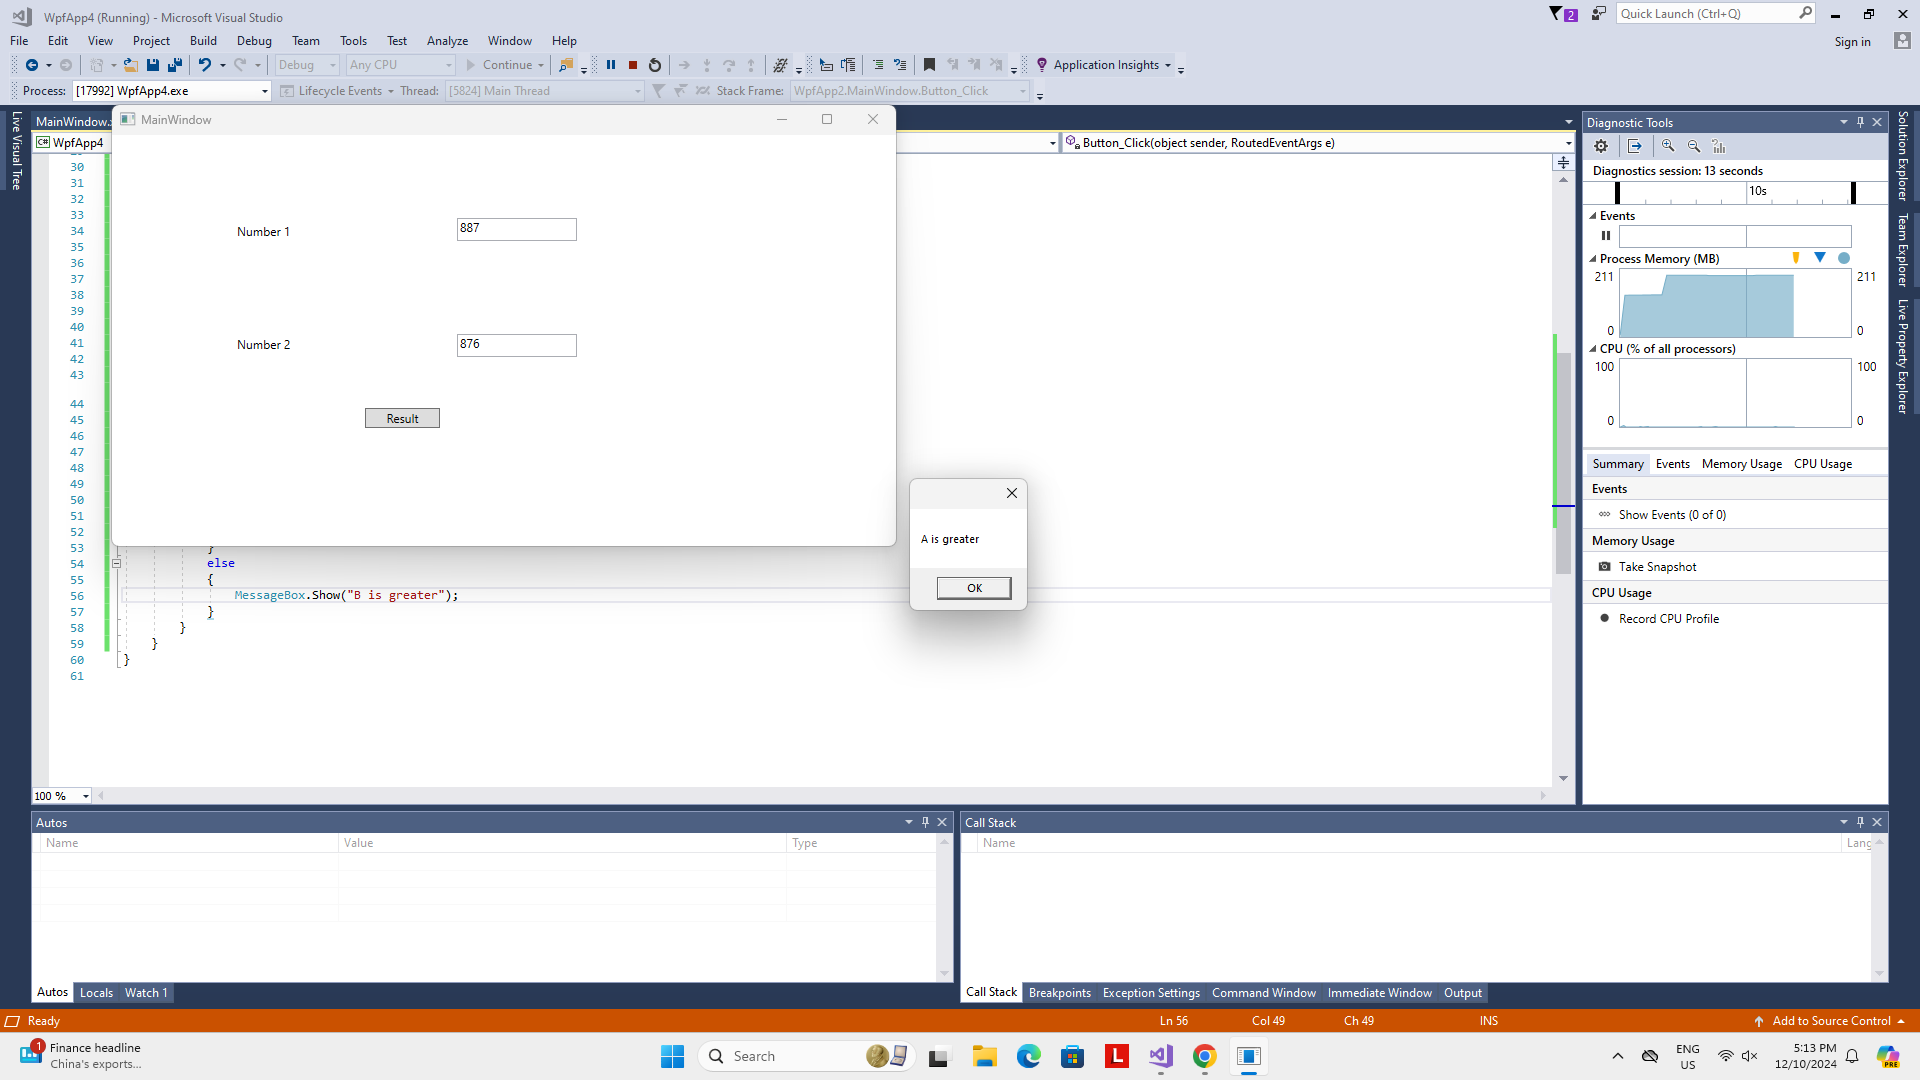 WpfApp4 (Running) - Microsoft Visual Studio
2
Quick Launch (Ctrl+Q)
File Edit View Project Build Debug Team Tools Test Analyze Window Help
Sign in
Debug Any CPU Continue Application Insights
Process: [17992] WpfApp4.exe Lifecycle Events Thread: [5824] Main Thread Stack Frame: WpfApp2.MainWindow.Button_Click
Live Visual Tree
MainWindow.
MainWindow
C# WpfApp4
Button_Click(object sender, RoutedEventArgs e)
Number 1
887
Number 2
876
Result
A is greater
OK
30
31
32
33
34
35
36
37
38
39
40
41
42
43
44
45
46
47
48
49
50
51
52
53 }
54 else
55 {
56 MessageBox.Show("B is greater");
57 }
58 }
59 }
60 }
61
100 %
Diagnostic Tools
Diagnostics session: 13 seconds
10s
Events
Process Memory (MB)
211 211
0 0
CPU (% of all processors)
100 100
0 0
Summary Events Memory Usage CPU Usage
Events
Show Events (0 of 0)
Memory Usage
Take Snapshot
CPU Usage
Record CPU Profile
Solution Explorer
Team Explorer
Live Property Explorer
Autos
Name Value Type
Autos Locals Watch 1
Call Stack
Name Lang
Call Stack Breakpoints Exception Settings Command Window Immediate Window Output
Ready
Ln 56 Col 49 Ch 49 INS
Add to Source Control
1
Finance headline
China's exports...
Search
L
ENG
US
5:13 PM
12/10/2024
PRE